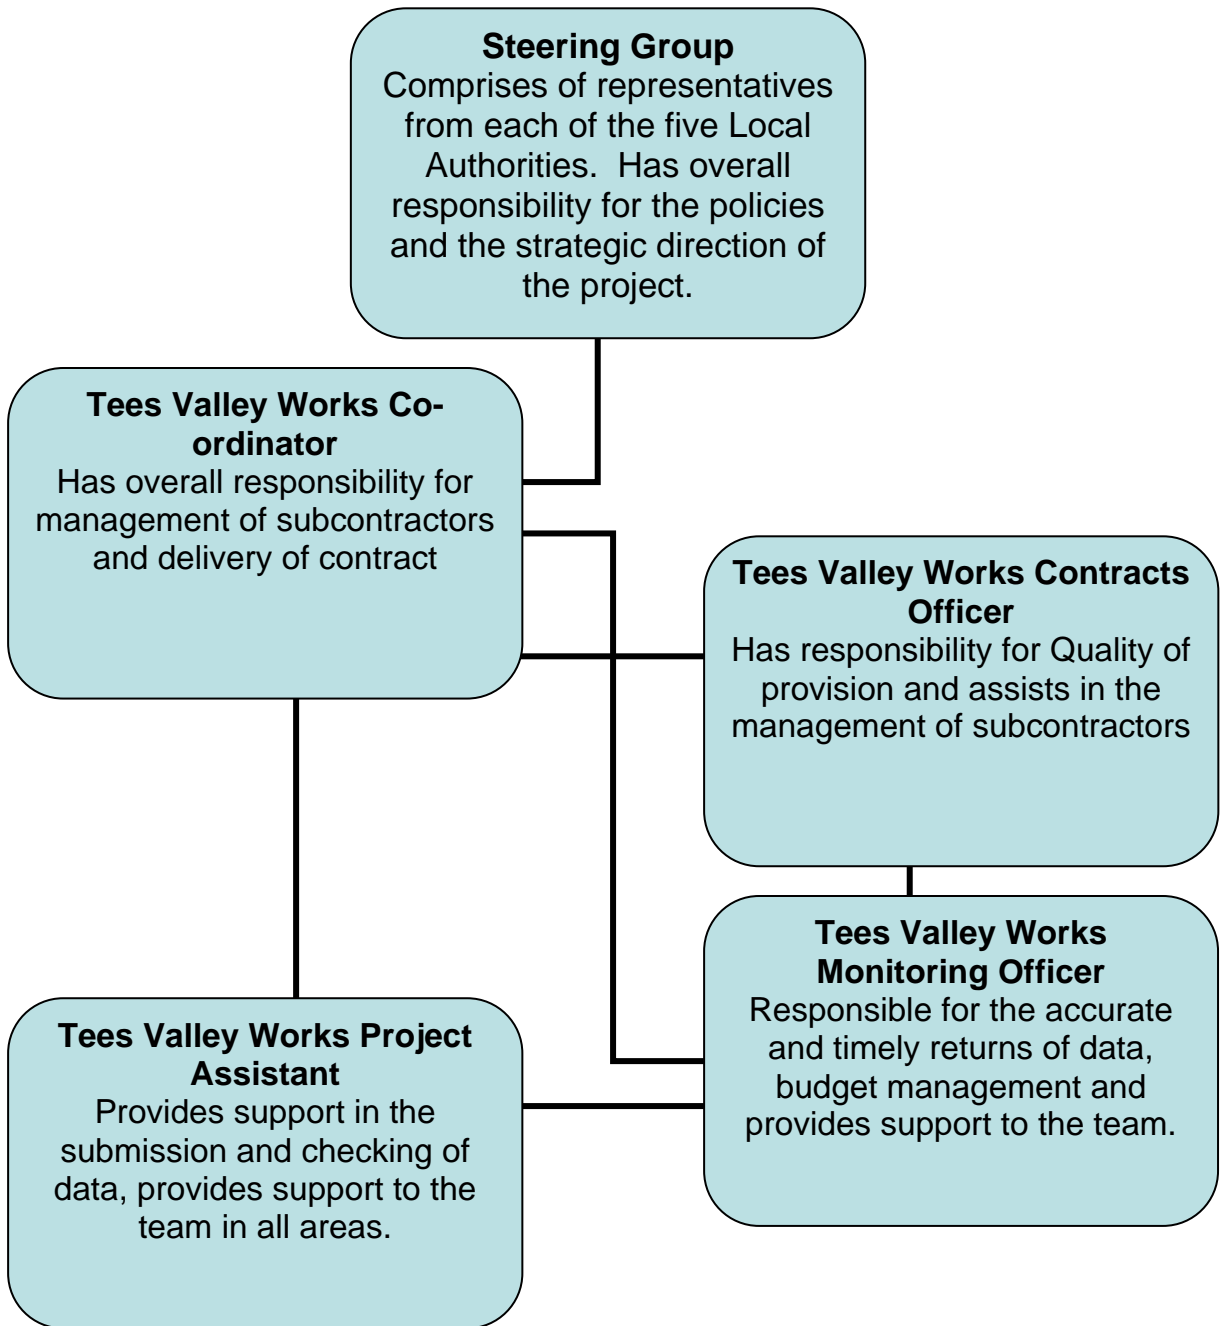 Steering Group
Comprises of representatives
from each of the five Local
Authorities.  Has overall
responsibility for the policies
and the strategic direction of
the project.
Tees Valley Works Co-
ordinator
Has overall responsibility for
management of subcontractors
and delivery of contract
Tees Valley Works Contracts
Officer
Has responsibility for Quality of
provision and assists in the
management of subcontractors
Tees Valley Works
Monitoring Officer
Responsible for the accurate
and timely returns of data,
budget management and
provides support to the team.
Tees Valley Works Project
Assistant
Provides support in the
submission and checking of
data, provides support to the
team in all areas.